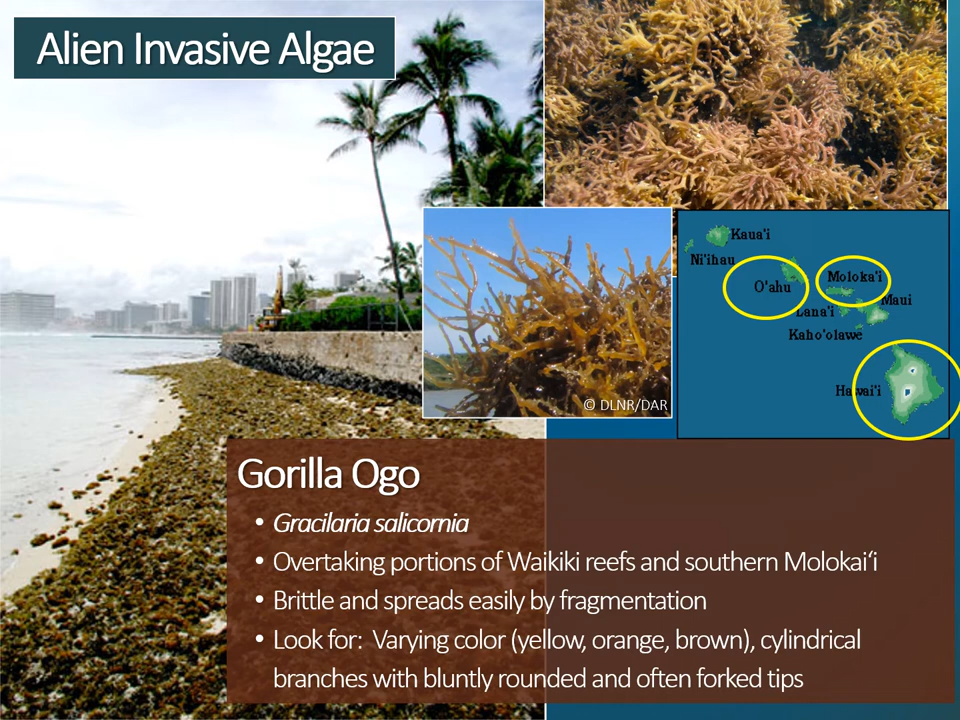 Alien Invasive Algae
Kaua'i
Ni'ihau
O'ahu
Moloka'i
Maui
Lana'i
Kaho'olawe
Hawai'i
© DLNR/DAR
Gorilla Ogo
• Gracilaria salicornia
• Overtaking portions of Waikiki reefs and southern Molokai‘i
• Brittle and spreads easily by fragmentation
• Look for:  Varying color (yellow, orange, brown), cylindrical
branches with bluntly rounded and often forked tips